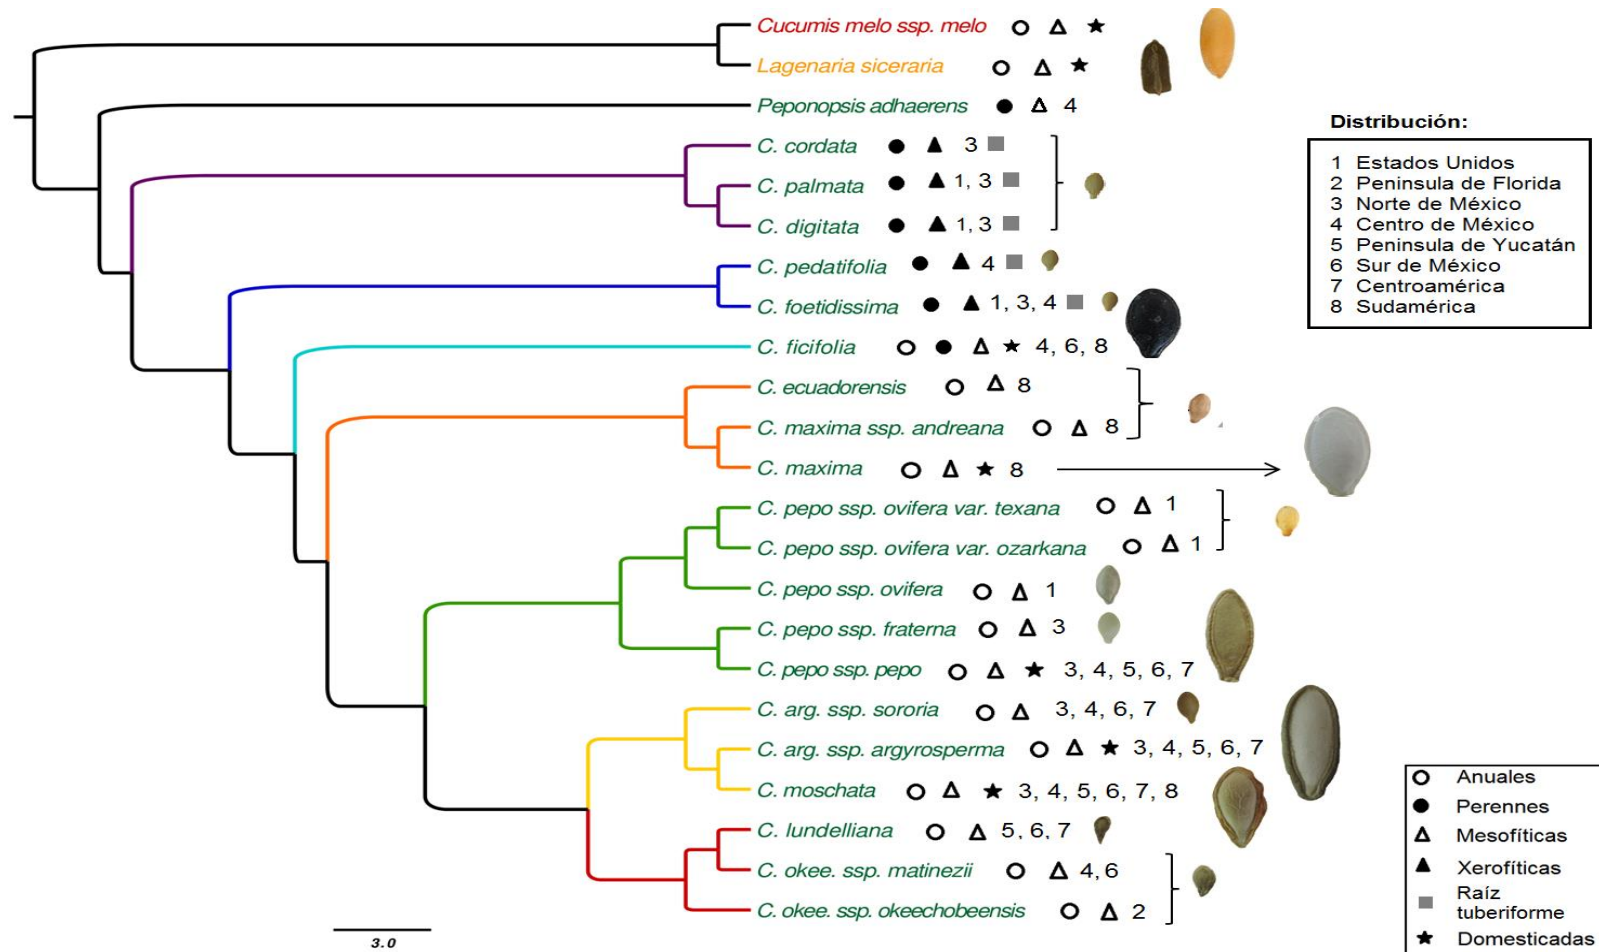 Cucumis melo ssp. melo
Lagenaria siceraria
Peponopsis adhaerens 4
C. cordata 3
C. palmata 1, 3
C. digitata 1, 3
C. pedatifolia 4
C. foetidissima 1, 3, 4
C. ficifolia 4, 6, 8
C. ecuadorensis 8
C. maxima ssp. andreana 8
C. maxima 8
C. pepo ssp. ovifera var. texana 1
C. pepo ssp. ovifera var. ozarkana 1
C. pepo ssp. ovifera 1
C. pepo ssp. fraterna 3
C. pepo ssp. pepo 3, 4, 5, 6, 7
C. arg. ssp. sororia 3, 4, 6, 7
C. arg. ssp. argyrosperma 3, 4, 5, 6, 7
C. moschata 3, 4, 5, 6, 7, 8
C. lundelliana 5, 6, 7
C. okee. ssp. matinezii 4, 6
C. okee. ssp. okeechobeensis 2
3.0
Distribución:
1 Estados Unidos
2 Peninsula de Florida
3 Norte de México
4 Centro de México
5 Peninsula de Yucatán
6 Sur de México
7 Centroamérica
8 Sudamérica
Anuales
Perennes
Mesofíticas
Xerofíticas
Raíz
tuberiforme
Domesticadas